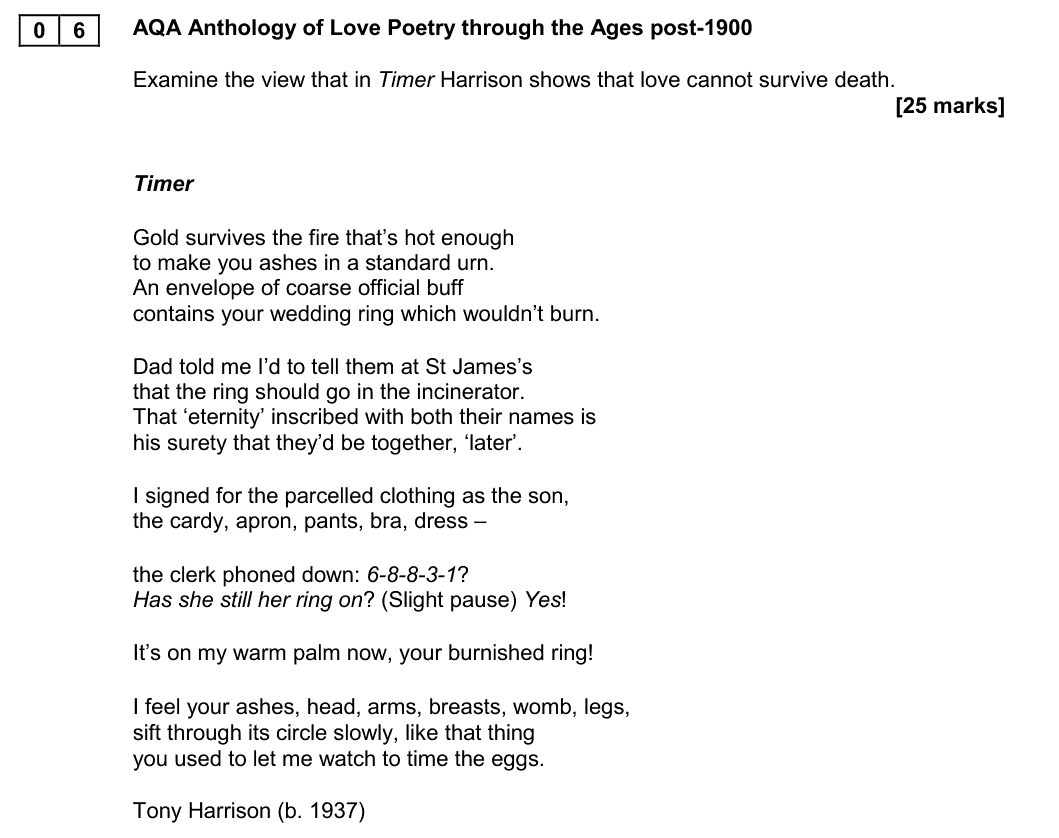 0 6 AQA Anthology of Love Poetry through the Ages post-1900
Examine the view that in Timer Harrison shows that love cannot survive death.
[25 marks]
Timer
Gold survives the fire that’s hot enough
to make you ashes in a standard urn.
An envelope of coarse official buff
contains your wedding ring which wouldn’t burn.
Dad told me I’d to tell them at St James’s
that the ring should go in the incinerator.
That ‘eternity’ inscribed with both their names is
his surety that they’d be together, ‘later’.
I signed for the parcelled clothing as the son,
the cardy, apron, pants, bra, dress –
the clerk phoned down: 6-8-8-3-1?
Has she still her ring on? (Slight pause) Yes!
It’s on my warm palm now, your burnished ring!
I feel your ashes, head, arms, breasts, womb, legs,
sift through its circle slowly, like that thing
you used to let me watch to time the eggs.
Tony Harrison (b. 1937)